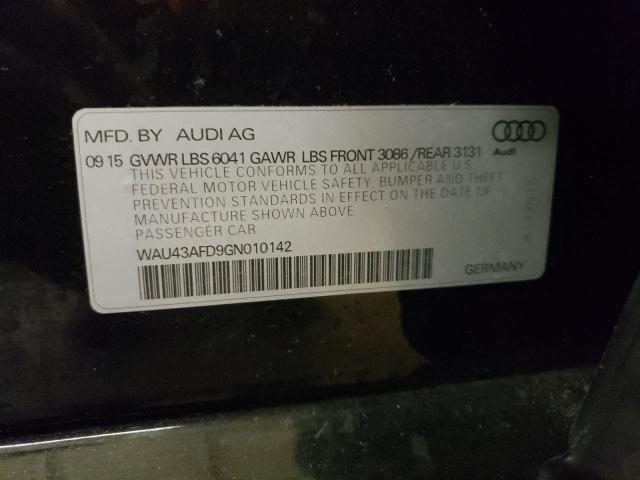 MFD. BY AUDI AG
Audi
09 15 GVWR LBS 6041 GAWR LBS FRONT 3086 /REAR 3131
THIS VEHICLE CONFORMS TO ALL APPLICABLE U.S.
FEDERAL MOTOR VEHICLE SAFETY, BUMPER AND THEFT
PREVENTION STANDARDS IN EFFECT ON THE DATE OF
MANUFACTURE SHOWN ABOVE
PASSENGER CAR
WAU43AFD9GN010142
GERMANY